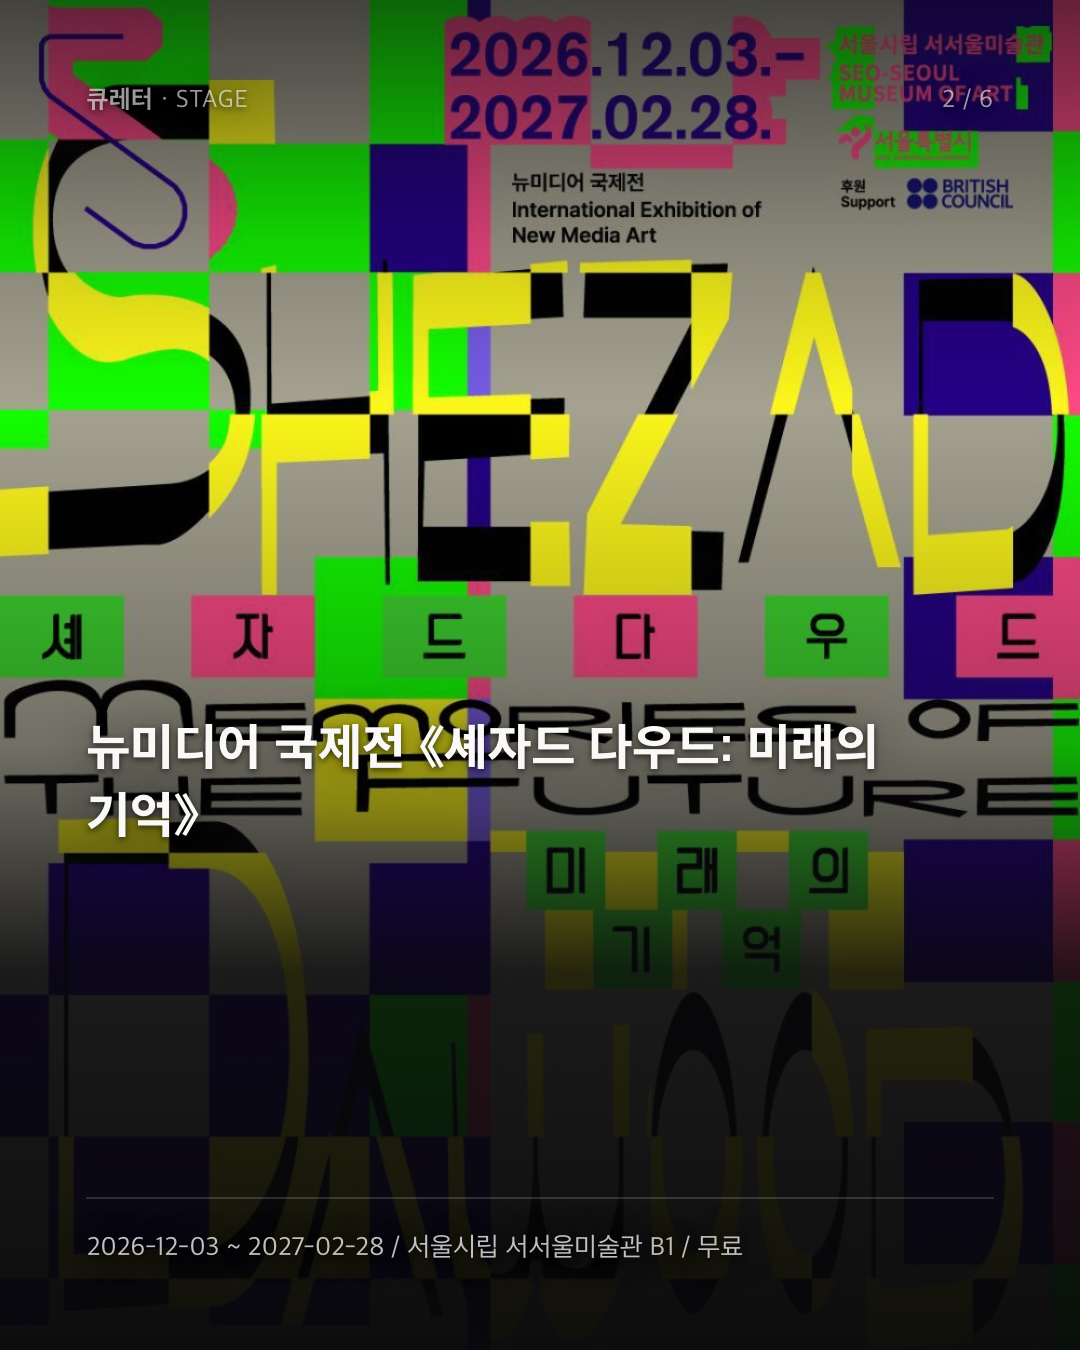 2026.12.03.–
2027.02.28.
서울시립 서서울미술관
SEO-SEOUL
MUSEUM OF ART
큐레터 · STAGE
2 / 6
서울특별시
뉴미디어 국제전
International Exhibition of
New Media Art
후원
Support
BRITISH
COUNCIL
SHEZAD
셰자드다우드
MEMORIES OF
THE FUTURE
뉴미디어 국제전 《셰자드 다우드: 미래의
기억》
미래의
기억
DAWOOD
2026-12-03 ~ 2027-02-28 / 서울시립 서서울미술관 B1 / 무료